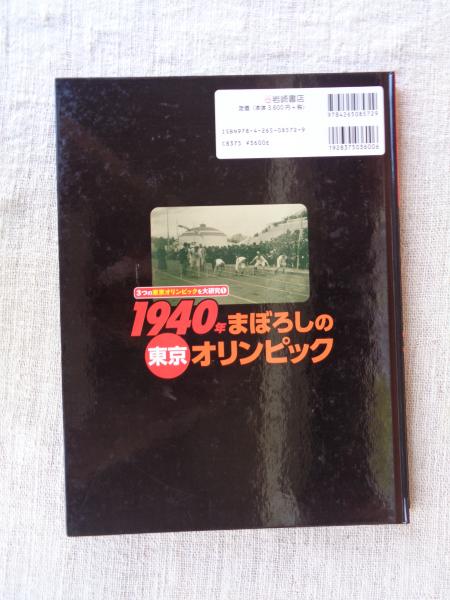 岩崎書店
定価（本体3,600円＋税）
ISBN978-4-265-08572-9
C8375 ¥3600E
9784265085729
1928375036006
3つの東京オリンピックを大研究①
1940年まぼろしの
東京オリンピック